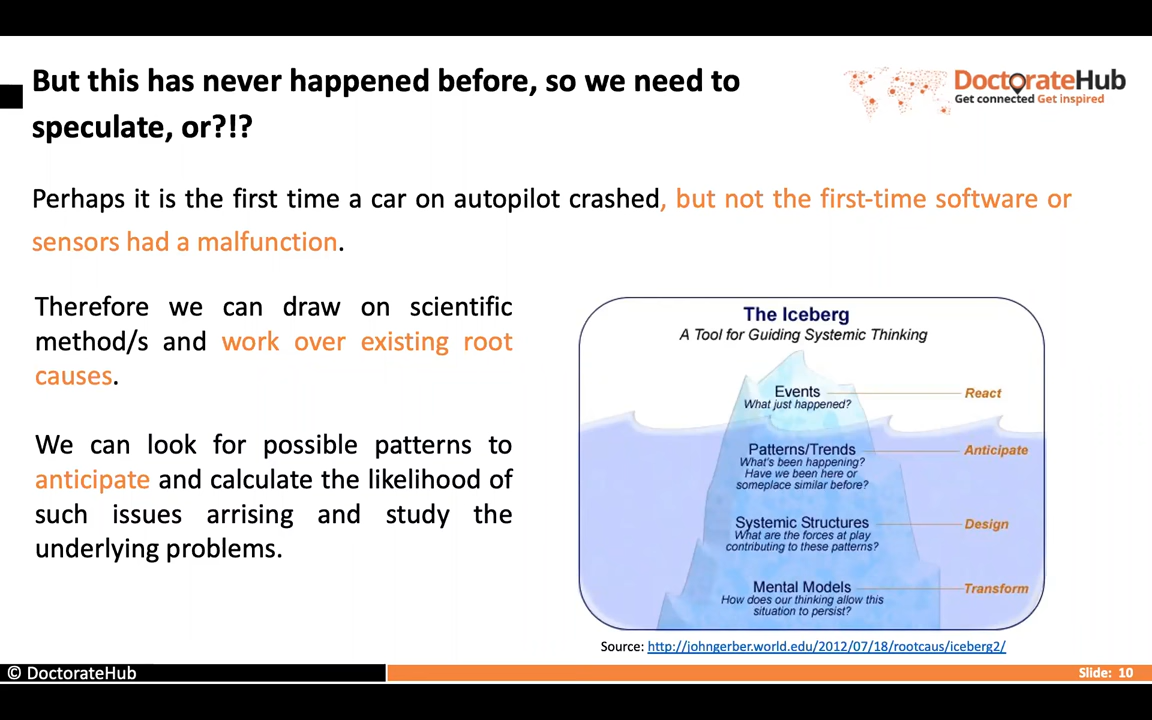 But this has never happened before, so we need to
speculate, or?!?
DoctorateHub
Get connected Get inspired
Perhaps it is the first time a car on autopilot crashed, but not the first-time software or
sensors had a malfunction.
Therefore we can draw on scientific
method/s and work over existing root
causes.
We can look for possible patterns to
anticipate and calculate the likelihood of
such issues arrising and study the
underlying problems.
The Iceberg
A Tool for Guiding Systemic Thinking
Events
What just happened?
React
Patterns/Trends
What's been happening?
Have we been here or
someplace similar before?
Anticipate
Systemic Structures
What are the forces at play
contributing to these patterns?
Design
Mental Models
How does our thinking allow this
situation to persist?
Transform
Source: http://johngerber.world.edu/2012/07/18/rootcaus/iceberg2/
© DoctorateHub
Slide: 10